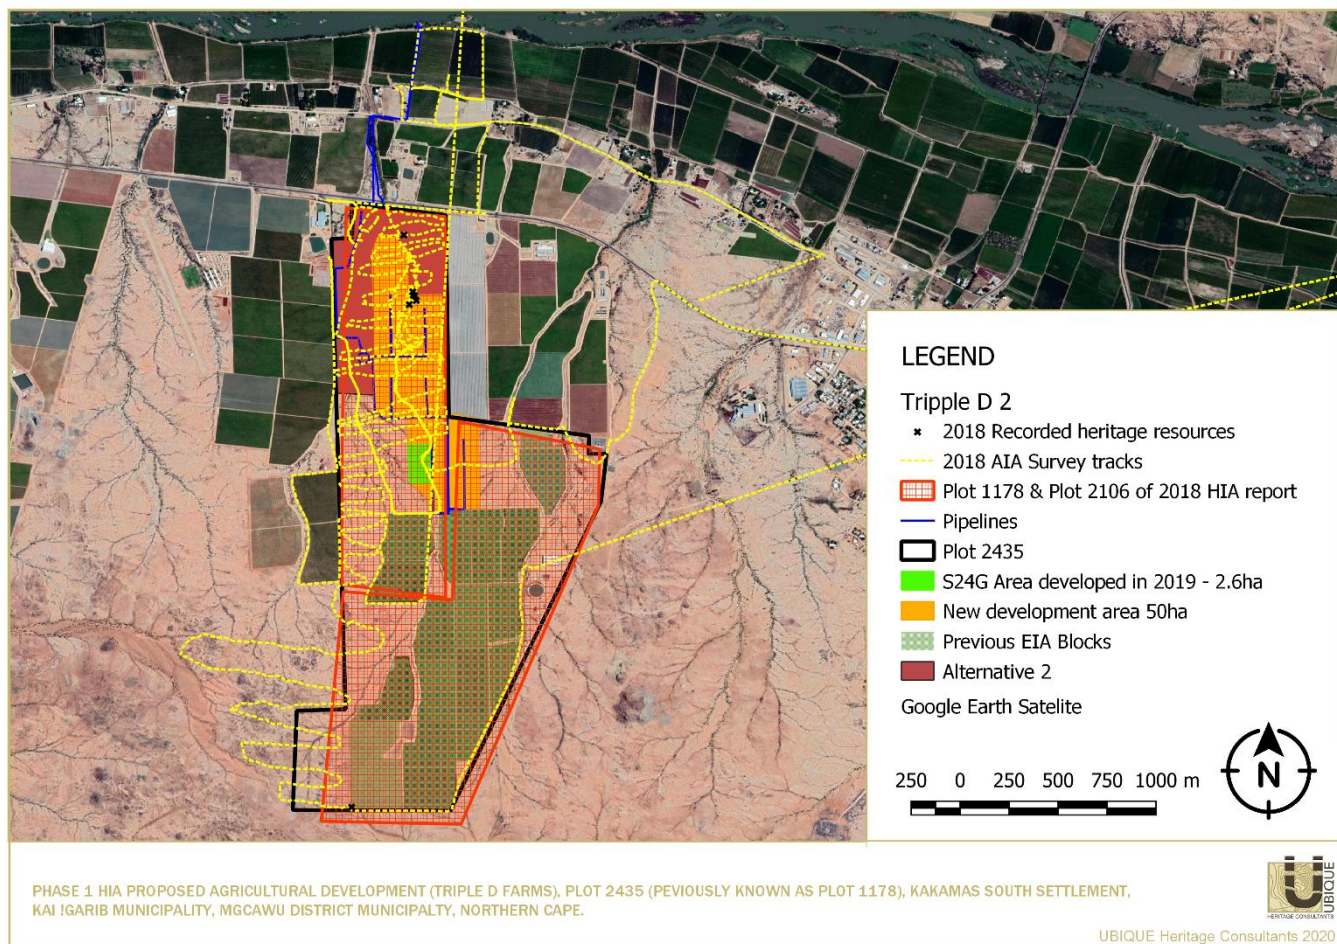 LEGEND
Tripple D 2
2018 Recorded heritage resources
2018 AIA Survey tracks
Plot 1178 & Plot 2106 of 2018 HIA report
Pipelines
Plot 2435
S24G Area developed in 2019 - 2.6ha
New development area 50ha
Previous EIA Blocks
Alternative 2
Google Earth Satelite
250 0 250 500 750 1000 m
N
PHASE 1 HIA PROPOSED AGRICULTURAL DEVELOPMENT (TRIPLE D FARMS), PLOT 2435 (PEVIOUSLY KNOWN AS PLOT 1178), KAKAMAS SOUTH SETTLEMENT,
KAI !GARIB MUNICIPALITY, MGCAWU DISTRICT MUNICIPALTY, NORTHERN CAPE.
UBIQUE
HERITAGE CONSULTANTS
UBIQUE Heritage Consultants 2020